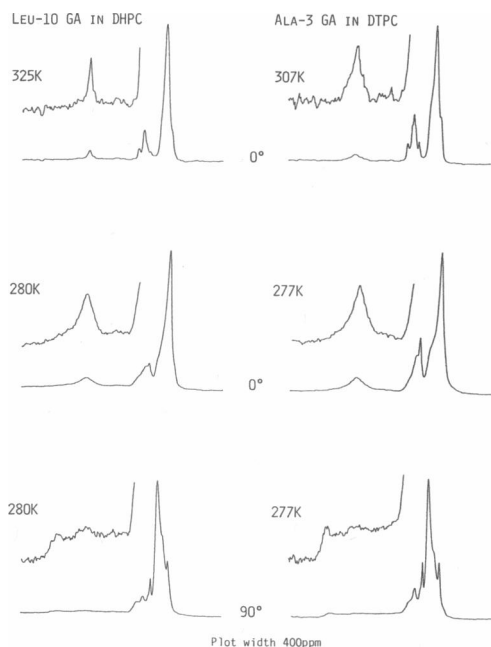 LEU-10 GA IN DHPC
ALA-3 GA IN DTPC
325K
307K
0°
280K
277K
0°
280K
277K
90°
Plot width 400ppm